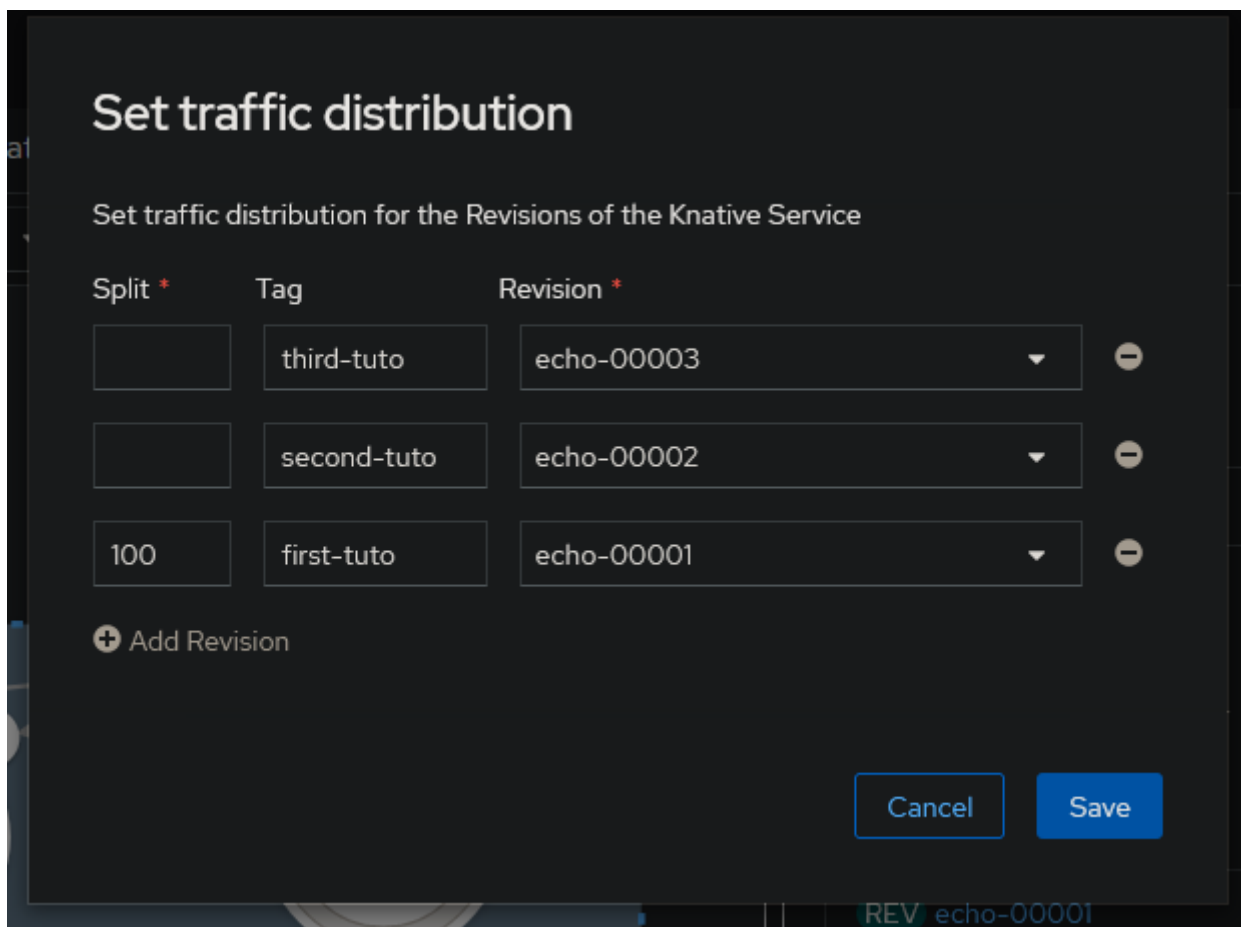 Set traffic distribution
Set traffic distribution for the Revisions of the Knative Service
Split * Tag Revision *
third-tuto echo-00003
second-tuto echo-00002
100 first-tuto echo-00001
Add Revision
Cancel Save
REV echo-00001